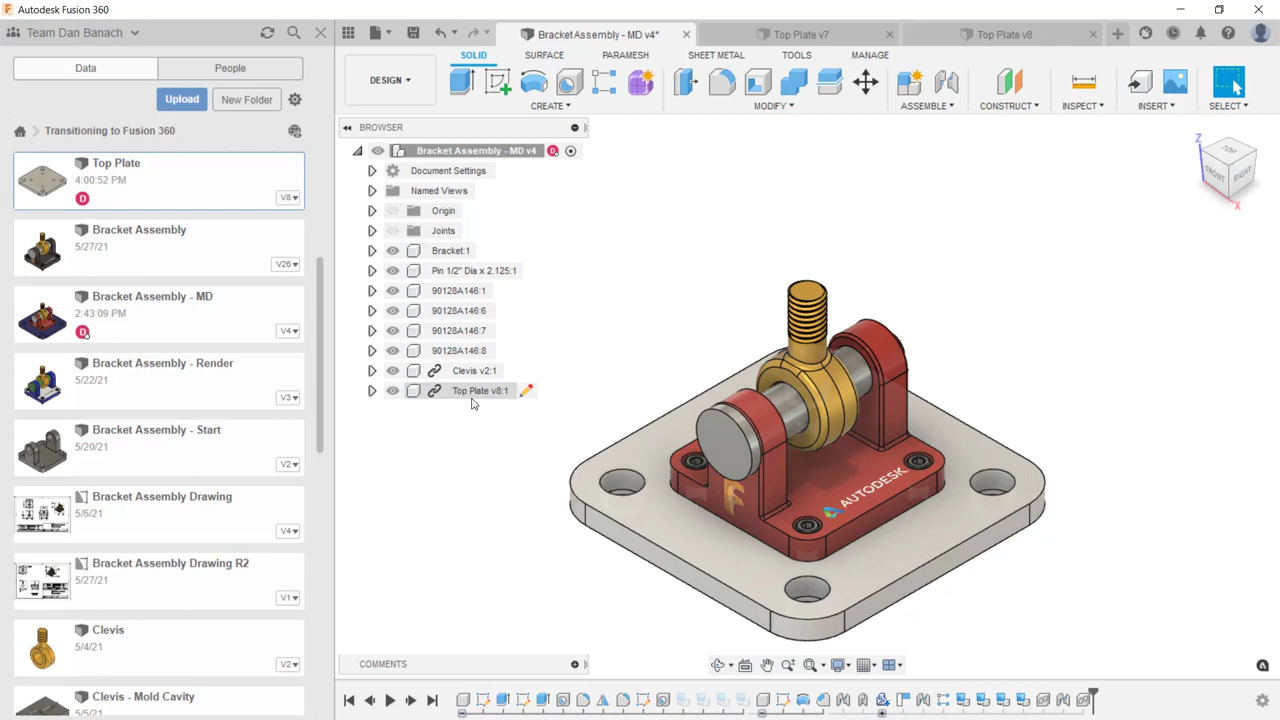 Autodesk Fusion 360
Team Dan Banach
Bracket Assembly - MD v4*
Top Plate v7
Top Plate v8
Data
People
Upload
New Folder
Transitioning to Fusion 360
Top Plate
4:00:52 PM
D
V8
Bracket Assembly
5/27/21
V26
Bracket Assembly - MD
2:43:09 PM
D
V4
Bracket Assembly - Render
5/22/21
V3
Bracket Assembly - Start
5/20/21
V2
Bracket Assembly Drawing
5/6/21
V4
Bracket Assembly Drawing R2
5/27/21
V1
Clevis
5/4/21
V2
Clevis - Mold Cavity
5/5/21
DESIGN
SOLID
SURFACE
SHEET METAL
TOOLS
PARAMESH
MANAGE
CREATE
MODIFY
ASSEMBLE
CONSTRUCT
INSPECT
INSERT
SELECT
BROWSER
Bracket Assembly - MD v4
D
Document Settings
Named Views
Origin
Joints
Bracket:1
Pin 1/2" Dia x 2.125:1
90128A146:1
90128A146:6
90128A146:7
90128A146:8
Clevis v2:1
Top Plate v8:1
Z
TOP
FRONT
RIGHT
X
F
AUTODESK
COMMENTS